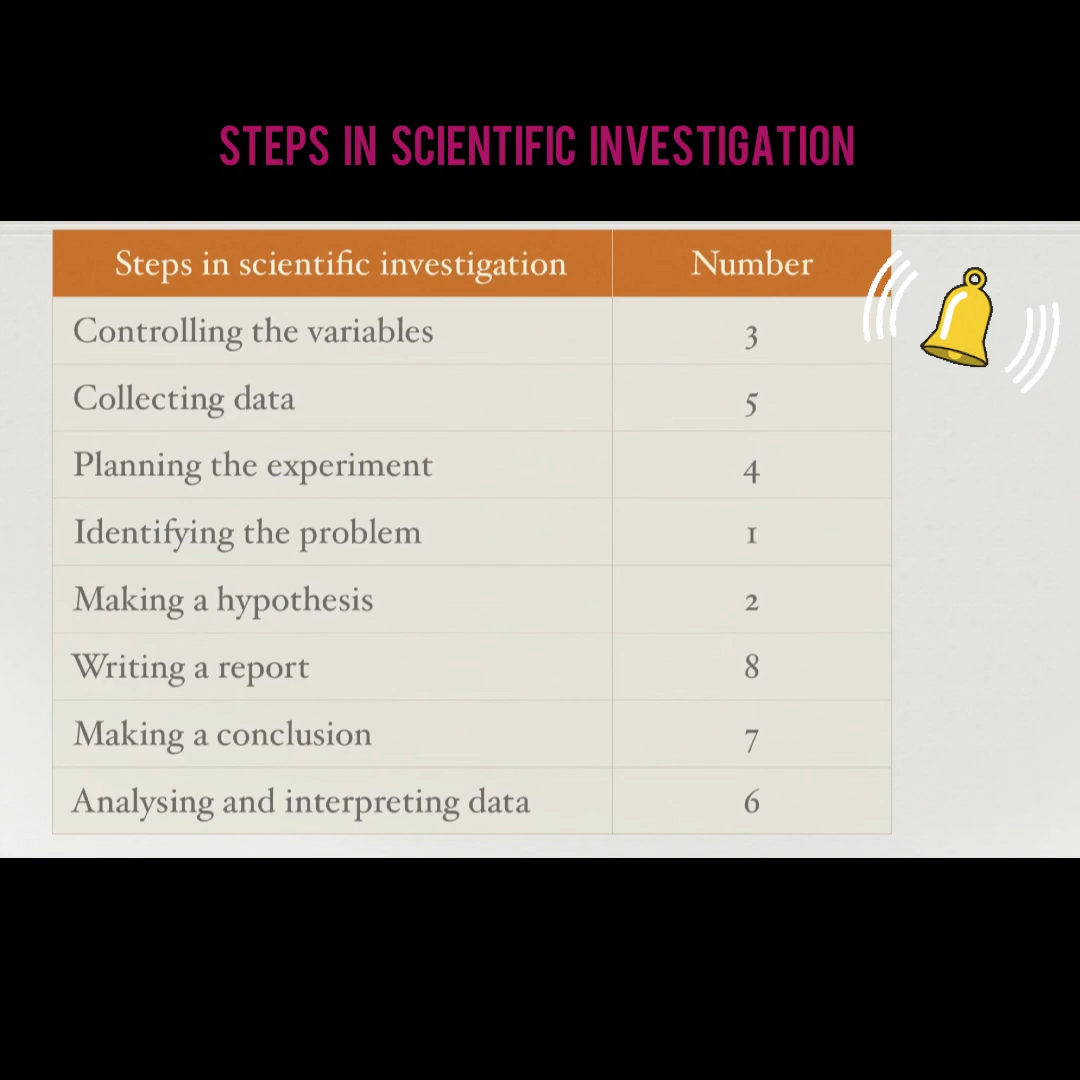 STEPS IN SCIENTIFIC INVESTIGATION
Steps in scientific investigation Number
Controlling the variables 3
Collecting data 5
Planning the experiment 4
Identifying the problem 1
Making a hypothesis 2
Writing a report 8
Making a conclusion 7
Analysing and interpreting data 6